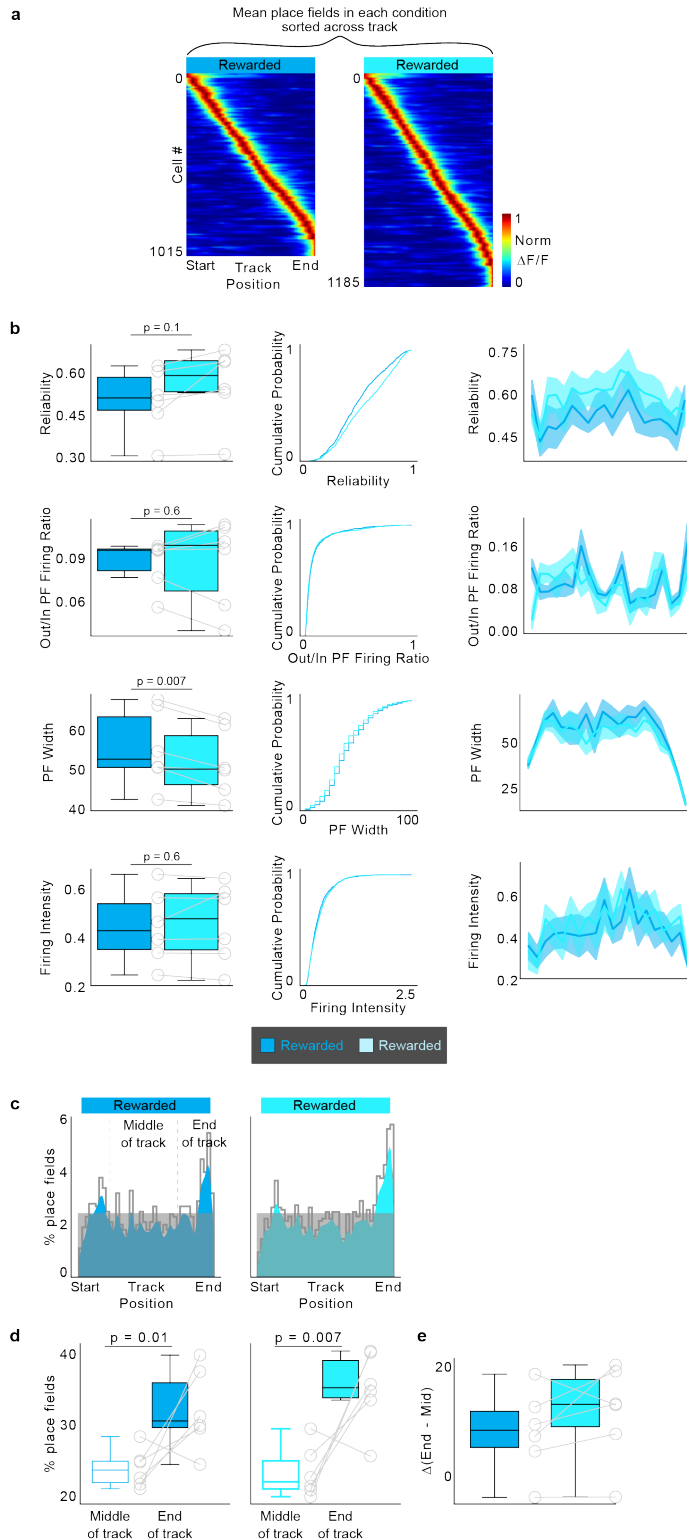 a
Mean place fields in each condition
sorted across track
Rewarded
Rewarded
0
0
Cell #
1015
1185
Start
Track
Position
End
1
Norm
ΔF/F
0
b
p = 0.1
Reliability
0.60
0.45
0.30
Cumulative Probability
1
0
0
1
Reliability
Reliability
0.75
0.60
0.45
p = 0.6
Out/In PF Firing Ratio
0.09
0.06
Cumulative Probability
1
0
0
1
Out/In PF Firing Ratio
Out/In PF Firing Ratio
0.16
0.08
0.00
p = 0.007
PF Width
60
50
40
Cumulative Probability
1
0
0
100
PF Width
PF Width
50
25
p = 0.6
Firing Intensity
0.6
0.4
0.2
Cumulative Probability
1
0
0
2.5
Firing Intensity
Firing Intensity
0.6
0.4
0.2
Rewarded
Rewarded
c
Rewarded
Rewarded
% place fields
6
4
2
0
Middle
of track
End
of track
Start
Track
Position
End
% place fields
Start
Track
Position
End
d
p = 0.01
% place fields
40
30
20
Middle
of track
End
of track
p = 0.007
% place fields
Middle
of track
End
of track
e
Δ(End - Mid)
20
10
0